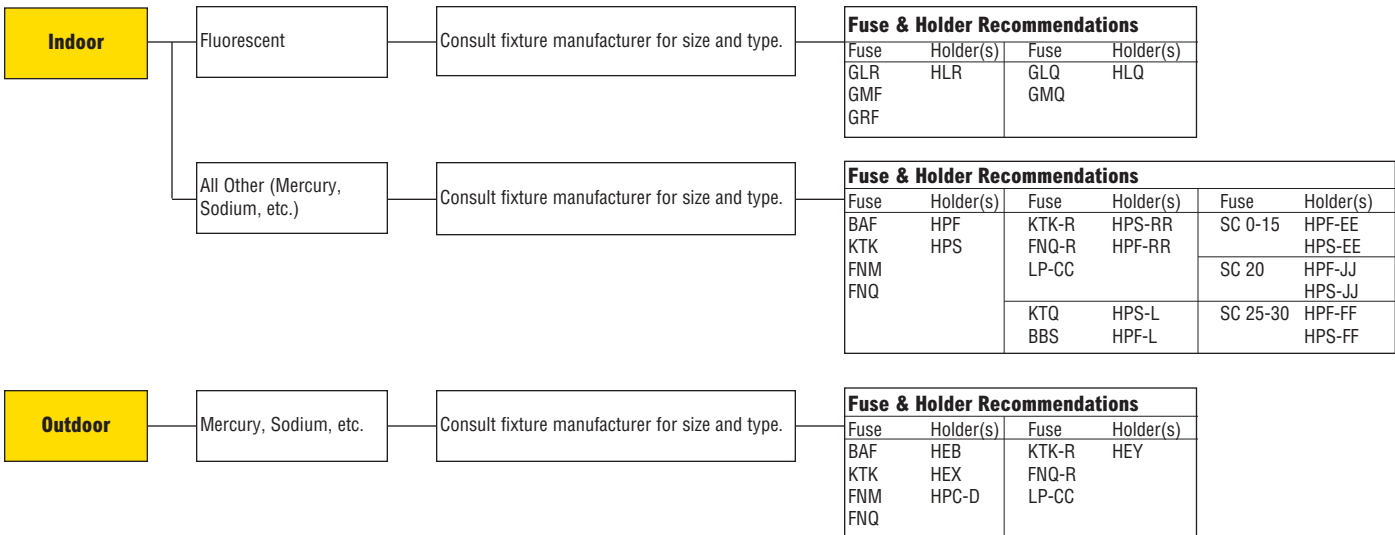 Indoor
Fluorescent
Consult fixture manufacturer for size and type.
Fuse & Holder Recommendations
Fuse Holder(s) Fuse Holder(s)
GLR HLR GLQ HLQ
GMF GMQ
GRF
All Other (Mercury,
Sodium, etc.)
Consult fixture manufacturer for size and type.
Fuse & Holder Recommendations
Fuse Holder(s) Fuse Holder(s) Fuse Holder(s)
BAF HPF KTK-R HPS-RR SC 0-15 HPF-EE
KTK HPS FNQ-R HPF-RR HPS-EE
FNM LP-CC SC 20 HPF-JJ
FNQ HPS-JJ
KTQ HPS-L SC 25-30 HPF-FF
BBS HPF-L HPS-FF
Outdoor
Mercury, Sodium, etc.
Consult fixture manufacturer for size and type.
Fuse & Holder Recommendations
Fuse Holder(s) Fuse Holder(s)
BAF HEB KTK-R HEY
KTK HEX FNQ-R
FNM HPC-D LP-CC
FNQ